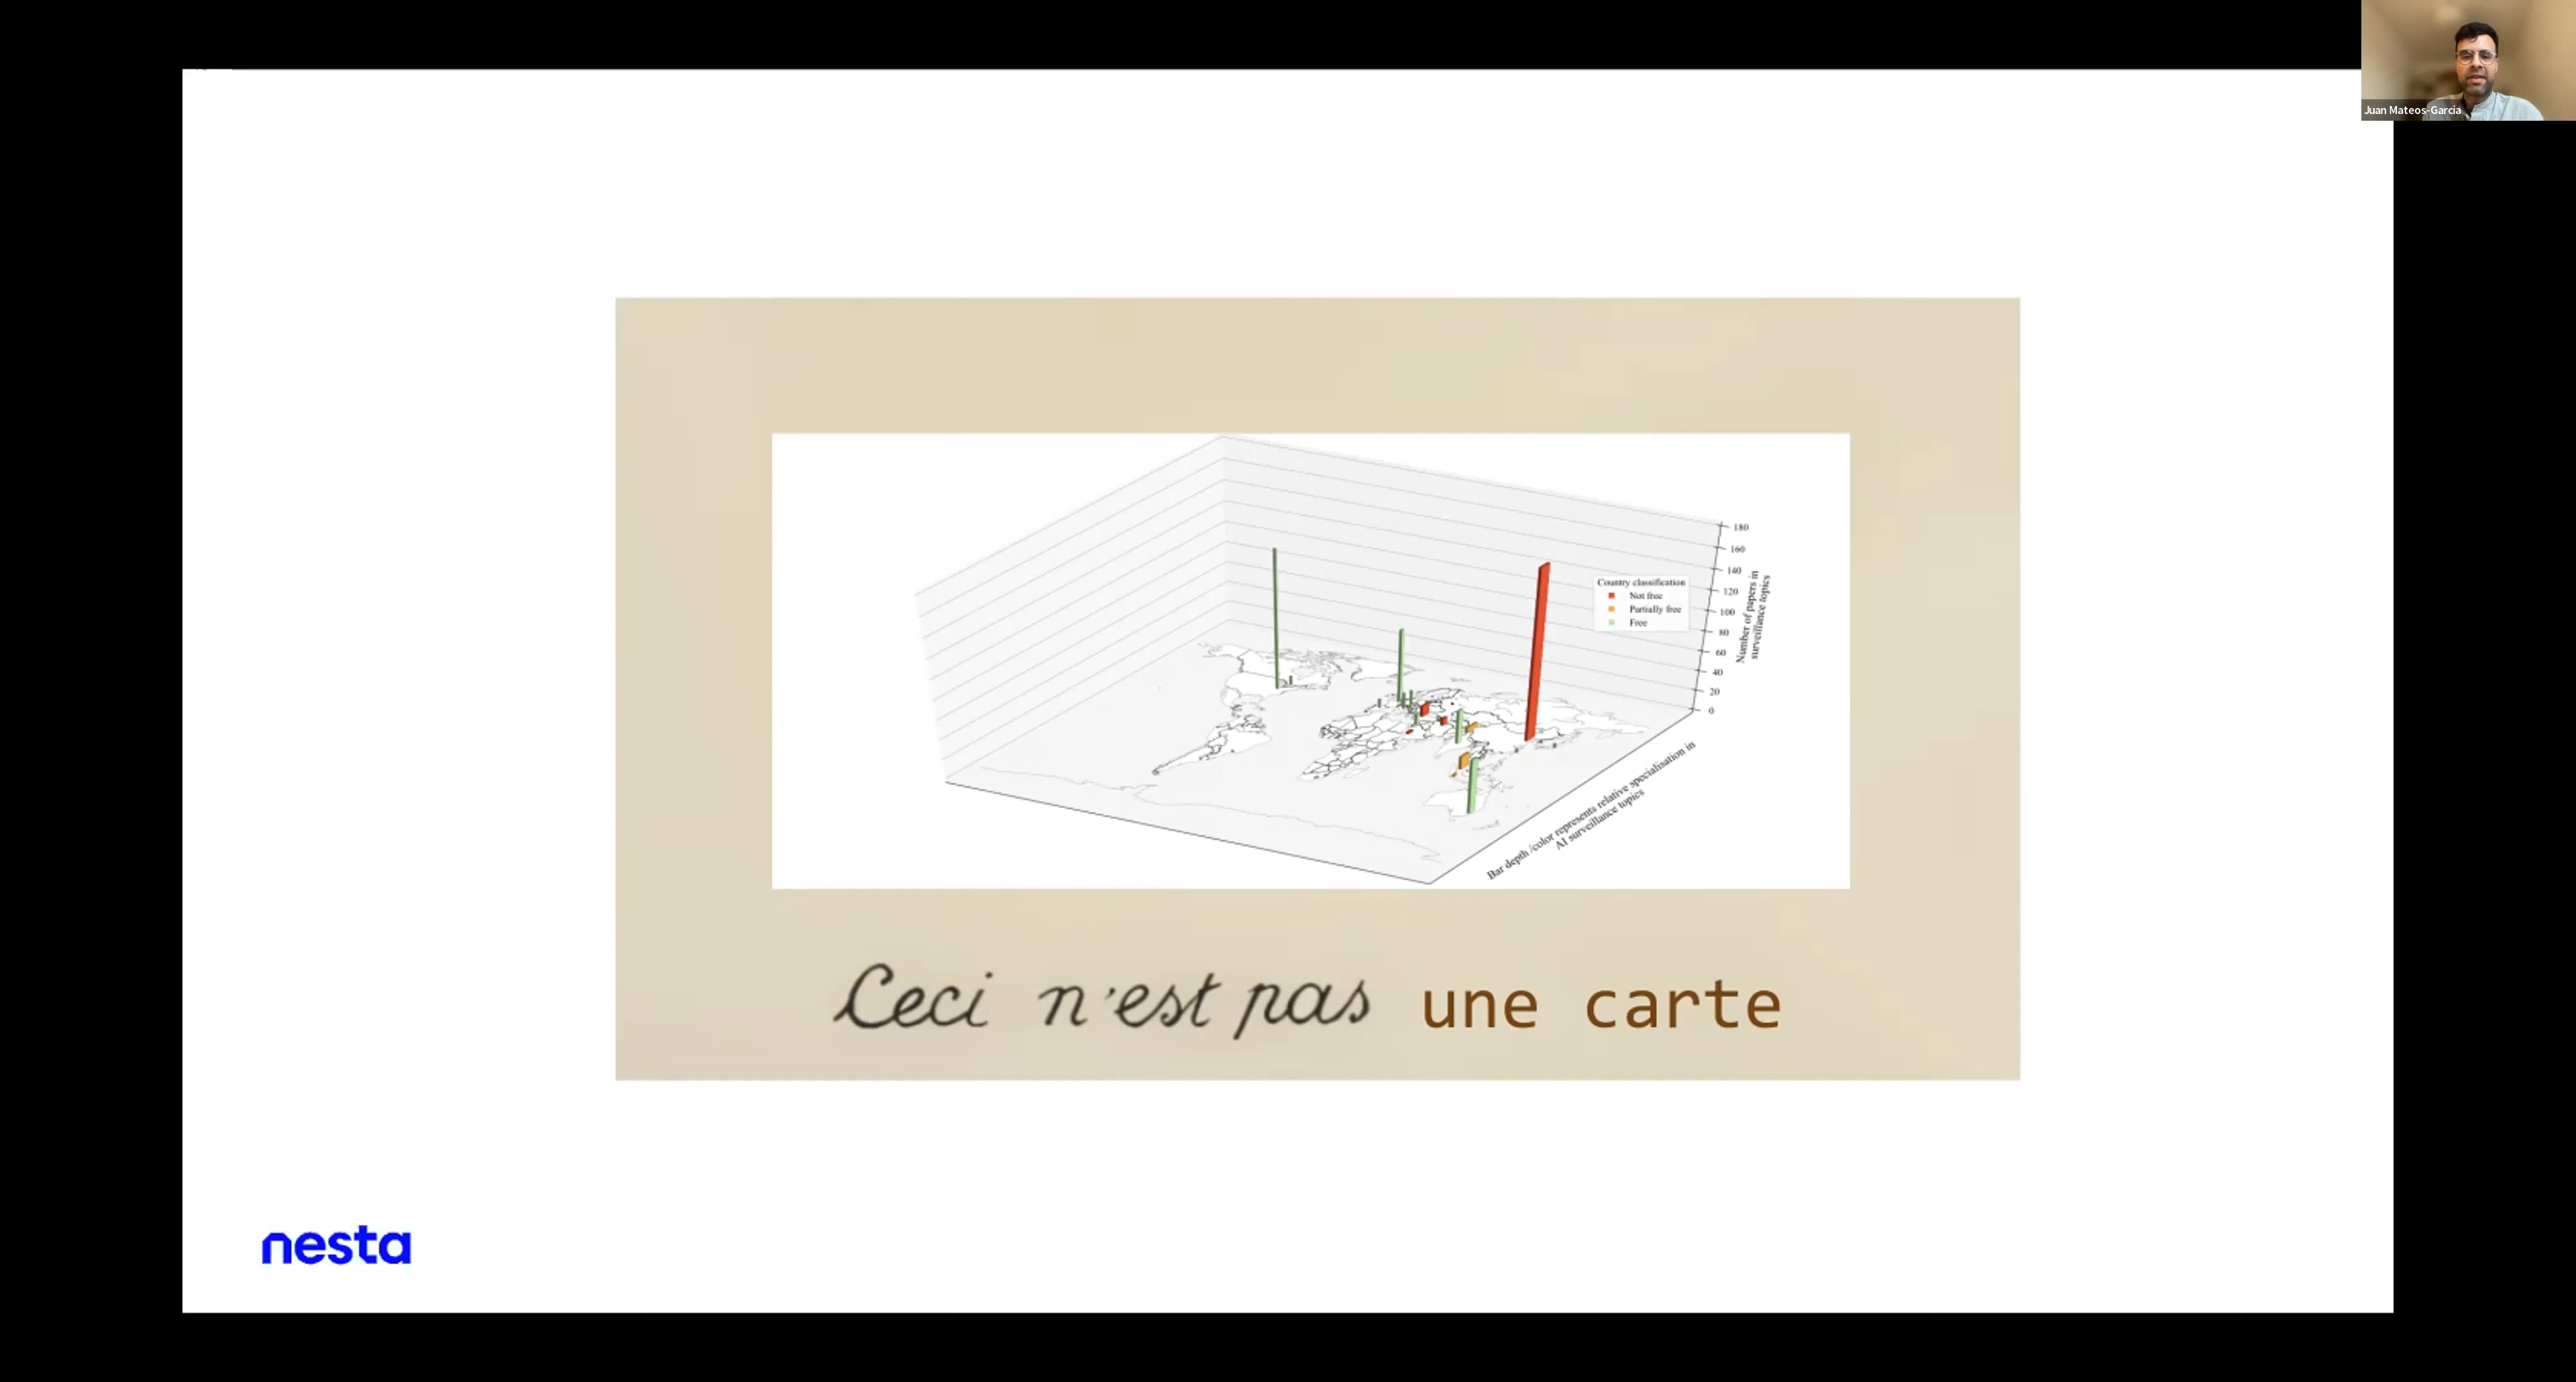 Juan Mateos-Garcia
180
160
140
120
100
80
60
40
20
0
Number of papers in
surveillance topics
Country classification
Not free
Partially free
Free
Bar depth /color represents relative specialisation in
AI surveillance topics
Ceci n'est pas une carte
nesta